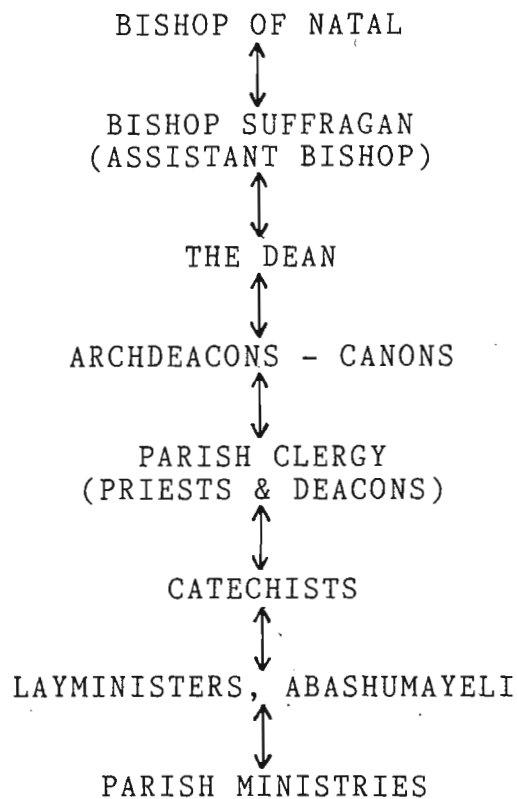 BISHOP OF NATAL
BISHOP SUFFRAGAN
(ASSISTANT BISHOP)
THE DEAN
ARCHDEACONS - CANONS
PARISH CLERGY
(PRIESTS & DEACONS)
CATECHISTS
LAYMINISTERS, ABASHUMAYELI
PARISH MINISTRIES